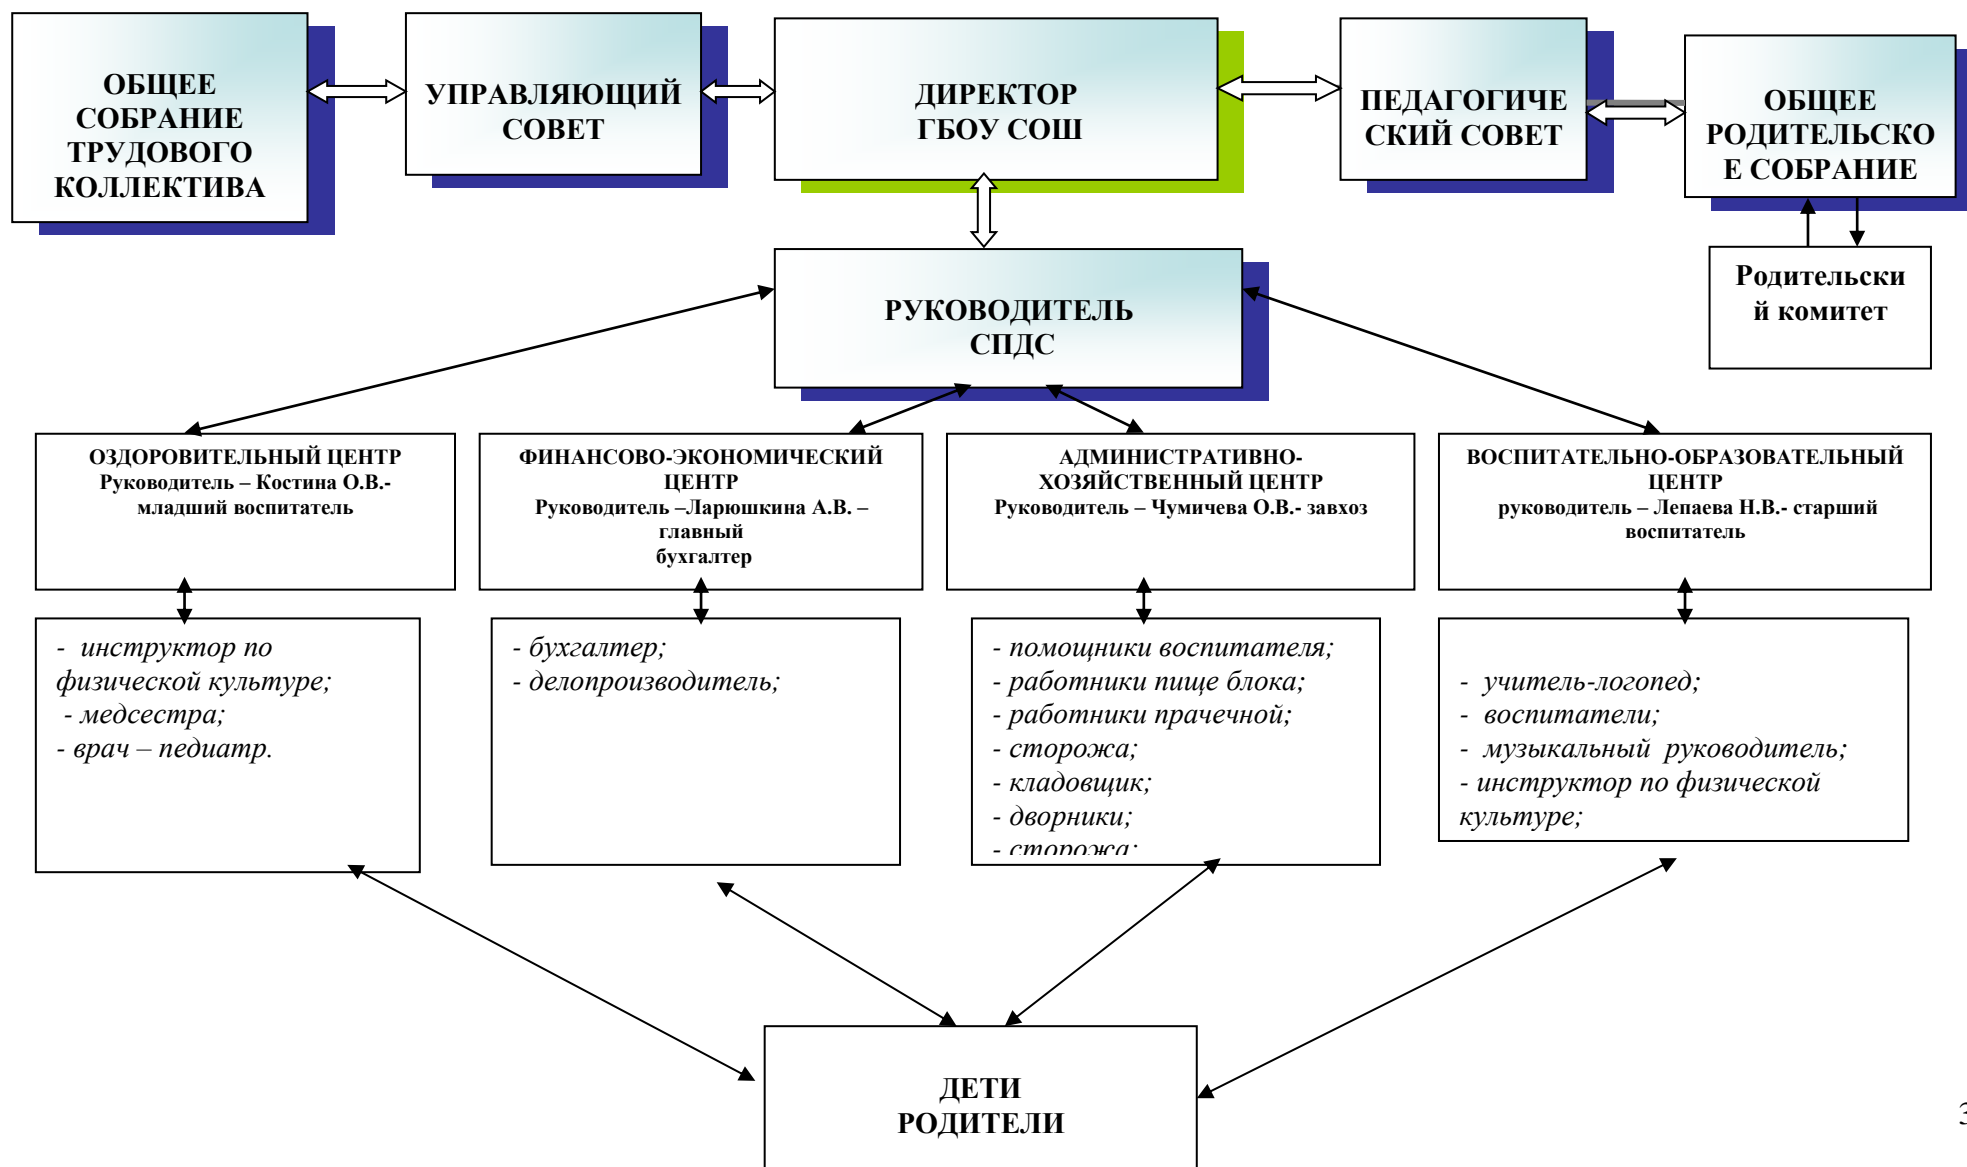 ОБЩЕЕ
СОБРАНИЕ
ТРУДОВОГО
КОЛЛЕКТИВА
УПРАВЛЯЮЩИЙ
СОВЕТ
ДИРЕКТОР
ГБОУ СОШ
ПЕДАГОГИЧЕ
СКИЙ СОВЕТ
ОБЩЕЕ
РОДИТЕЛЬСКО
Е СОБРАНИЕ
Родительски
й комитет
РУКОВОДИТЕЛЬ
СПДС
ОЗДОРОВИТЕЛЬНЫЙ ЦЕНТР
Руководитель – Костина О.В.-
младший воспитатель
ФИНАНСОВО-ЭКОНОМИЧЕСКИЙ
ЦЕНТР
Руководитель –Ларюшкина А.В. –
главный
бухгалтер
АДМИНИСТРАТИВНО-
ХОЗЯЙСТВЕННЫЙ ЦЕНТР
Руководитель – Чумичева О.В.- завхоз
ВОСПИТАТЕЛЬНО-ОБРАЗОВАТЕЛЬНЫЙ
ЦЕНТР
руководитель – Лепаева Н.В.- старший
воспитатель
- инструктор по
физической культуре;
- медсестра;
- врач – педиатр.
- бухгалтер;
- делопроизводитель;
- помощники воспитателя;
- работники пище блока;
- работники прачечной;
- сторожа;
- кладовщик;
- дворники;
- сторожа;
- учитель-логопед;
- воспитатели;
- музыкальный руководитель;
- инструктор по физической
культуре;
ДЕТИ
РОДИТЕЛИ
3